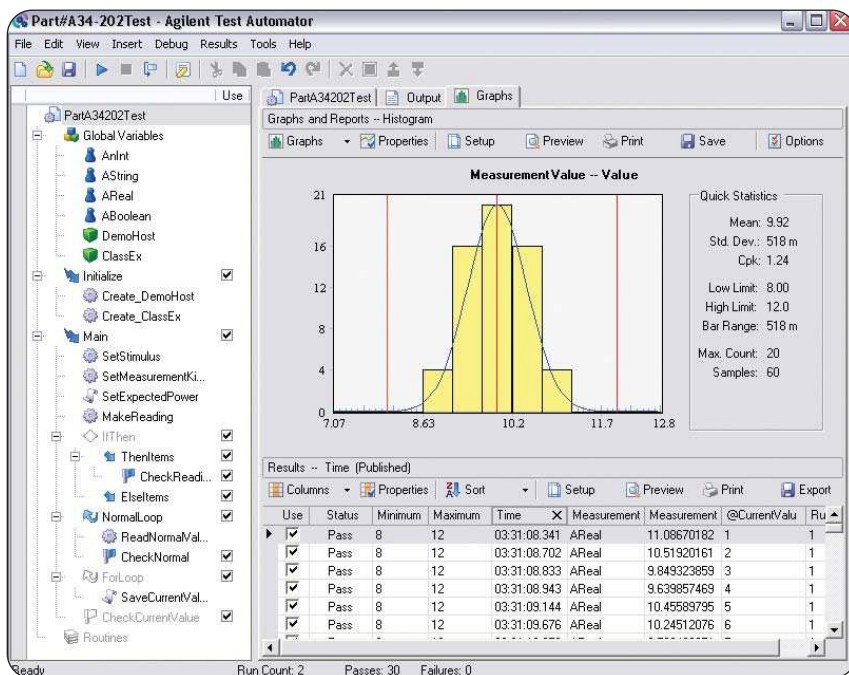 Part#A34-202Test - Agilent Test Automator
File Edit View Insert Debug Results Tools Help
Use
PartA34202Test
Global Variables
AnInt
AString
AReal
ABoolean
DemoHost
ClassEx
Initialize
Create_DemoHost
Create_ClassEx
Main
SetStimulus
SetMeasurementKi...
SetExpectedPower
MakeReading
IfThen
ThenItems
CheckReadi...
ElseItems
NormalLoop
ReadNormalVal...
CheckNormal
ForLoop
SaveCurrentVal...
CheckCurrentValue
Routines
PartA34202Test Output Graphs
Graphs and Reports -- Histogram
Graphs Properties Setup Preview Print Save Options
MeasurementValue -- Value
21
16
12
8
4
0
7.07 8.63 10.2 11.7 12.8
Quick Statistics
Mean: 9.92
Std. Dev.: 518 m
Cpk: 1.24
Low Limit: 8.00
High Limit: 12.0
Bar Range: 518 m
Max. Count: 20
Samples: 60
Results -- Time (Published)
Columns Properties Sort Setup Preview Print Export
Use Status Minimum Maximum Time Measurement Measurement @CurrentValu Ru
Pass 8 12 03:31:08.341 AReal 11.08670182 1 1
Pass 8 12 03:31:08.702 AReal 10.51920161 2 1
Pass 8 12 03:31:08.833 AReal 9.849323859 3 1
Pass 8 12 03:31:08.943 AReal 9.639857469 4 1
Pass 8 12 03:31:09.144 AReal 10.45589795 5 1
Pass 8 12 03:31:09.676 AReal 10.24512076 6 1
Ready Run Count: 2 Passes: 30 Failures: 0